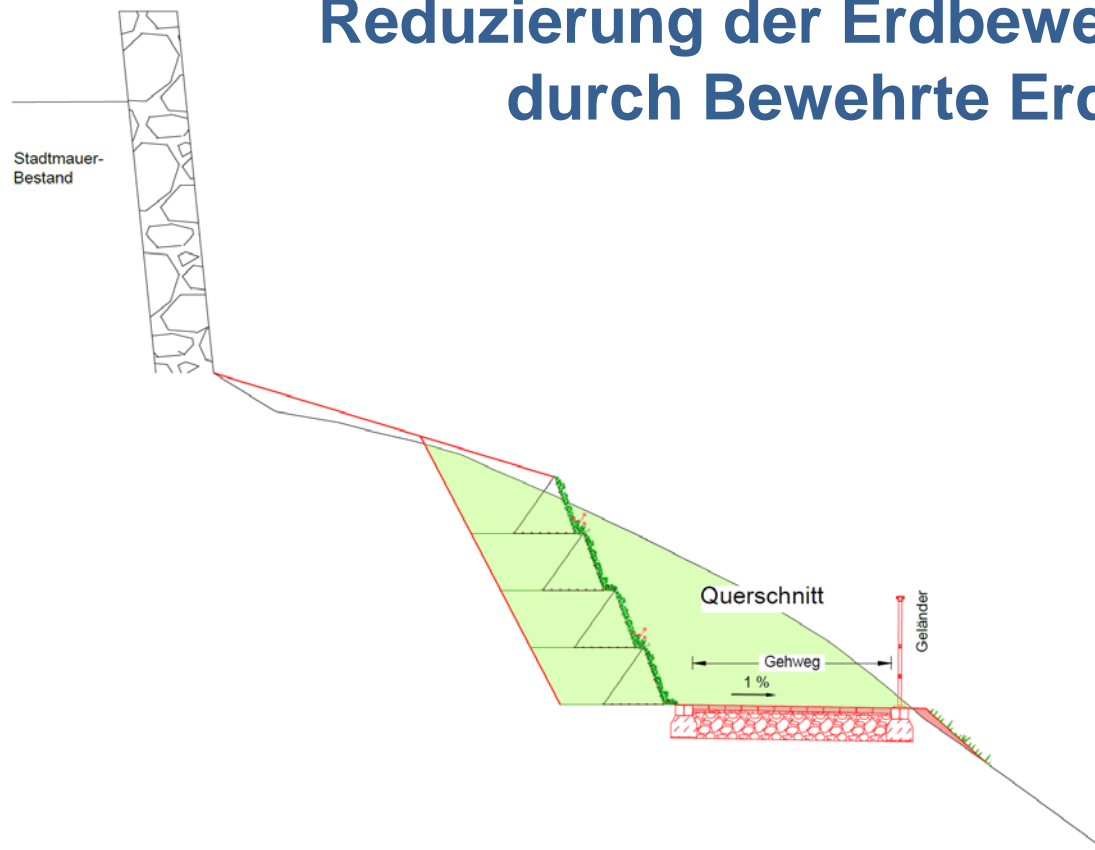 Reduzierung der Erdbewe
durch Bewehrte Erd
Stadtmauer-
Bestand
Querschnitt
Geländer
Gehweg
1 %